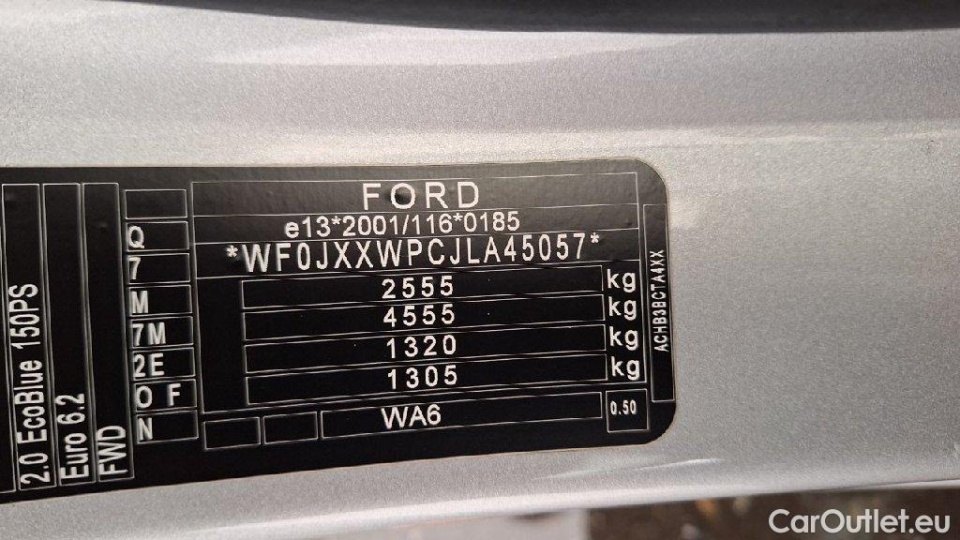 FORD
e13*2001/116*0185
*WF0JXXWPCJLA45057*
2555 kg
4555 kg
1320 kg
1305 kg
WA6 0.50
Q
7
M
7M
2E
O F
N
2.0 EcoBlue 150PS
Euro 6.2
FWD
ACHB3BCTA4XX
CarOutlet.eu